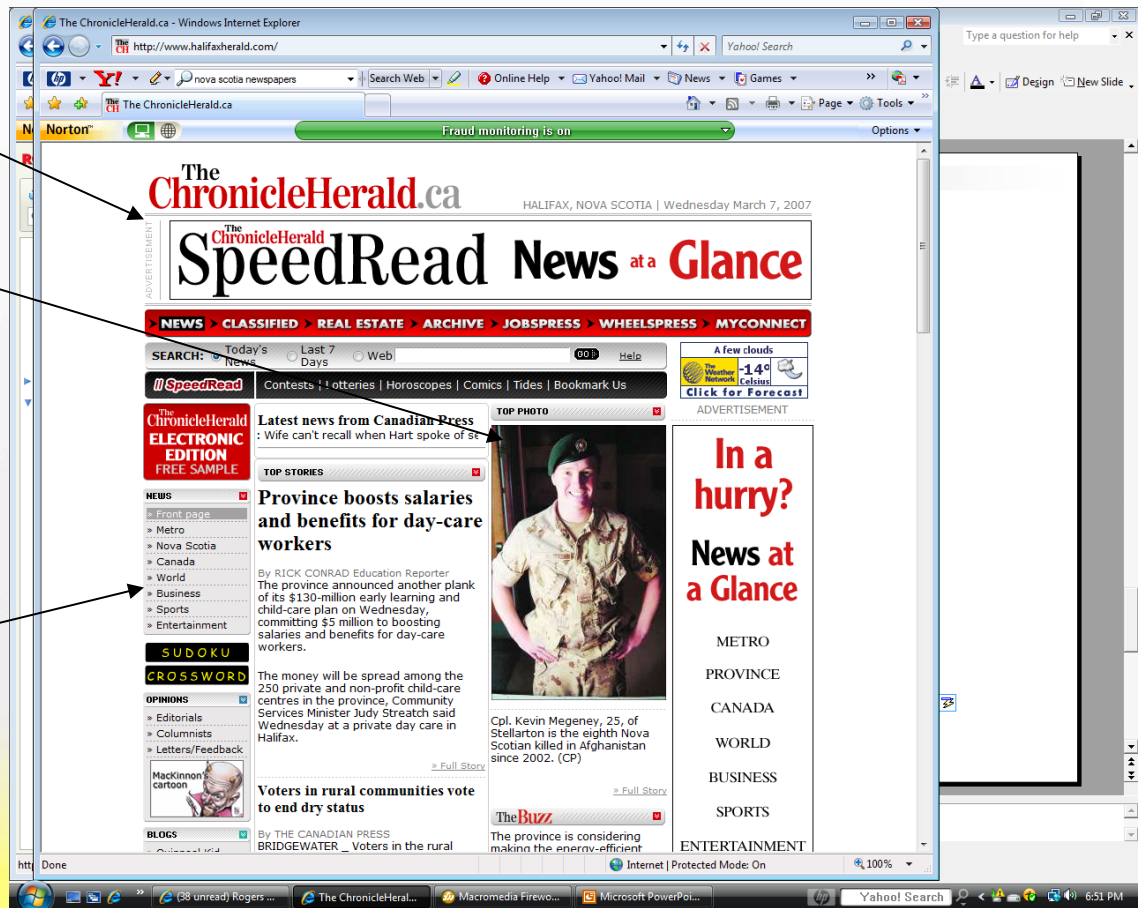 The ChronicleHerald.ca - Windows Internet Explorer
http://www.halifaxherald.com/
Yahoo! Search
Type a question for help
nova scotia newspapers
Search Web
Online Help
Yahoo! Mail
News
Games
»
Design
New Slide
The ChronicleHerald.ca
Page
Tools
»
Norton™
Fraud monitoring is on
Options
The
ChronicleHerald.ca
HALIFAX, NOVA SCOTIA | Wednesday March 7, 2007
ADVERTISEMENT
The ChronicleHerald
SpeedRead News at a Glance
NEWS CLASSIFIED REAL ESTATE ARCHIVE JOBSPRESS WHEELSPRESS MYCONNECT
SEARCH: Today's News Last 7 Days Web GO Help
A few clouds
The Weather Network
-14° Celsius
Click for Forecast
SpeedRead
Contests | Lotteries | Horoscopes | Comics | Tides | Bookmark Us
The
ChronicleHerald
ELECTRONIC
EDITION
FREE SAMPLE
NEWS
» Front page
» Metro
» Nova Scotia
» Canada
» World
» Business
» Sports
» Entertainment
SUDOKU
CROSSWORD
OPINIONS
» Editorials
» Columnists
» Letters/Feedback
MacKinnon's
cartoon
BLOGS
Latest news from Canadian Press
: Wife can't recall when Hart spoke of
TOP STORIES
Province boosts salaries
and benefits for day-care
workers
By RICK CONRAD Education Reporter
The province announced another plank
of its $130-million early learning and
child-care plan on Wednesday,
committing $5 million to boosting
salaries and benefits for day-care
workers.
The money will be spread among the
250 private and non-profit child-care
centres in the province, Community
Services Minister Judy Streatch said
Wednesday at a private day care in
Halifax.
» Full Story
Voters in rural communities vote
to end dry status
By THE CANADIAN PRESS
BRIDGEWATER _ Voters in the rural
TOP PHOTO
Cpl. Kevin Megeney, 25, of
Stellarton is the eighth Nova
Scotian killed in Afghanistan
since 2002. (CP)
» Full Story
The Buzz
The province is considering
making the energy-efficient
ADVERTISEMENT
In a
hurry?
News at
a Glance
METRO
PROVINCE
CANADA
WORLD
BUSINESS
SPORTS
ENTERTAINMENT
Done
Internet | Protected Mode: On
100%
(38 unread) Rogers ...
The ChronicleHeral...
Macromedia Firewo...
Microsoft PowerPoi...
Yahoo! Search
6:51 PM